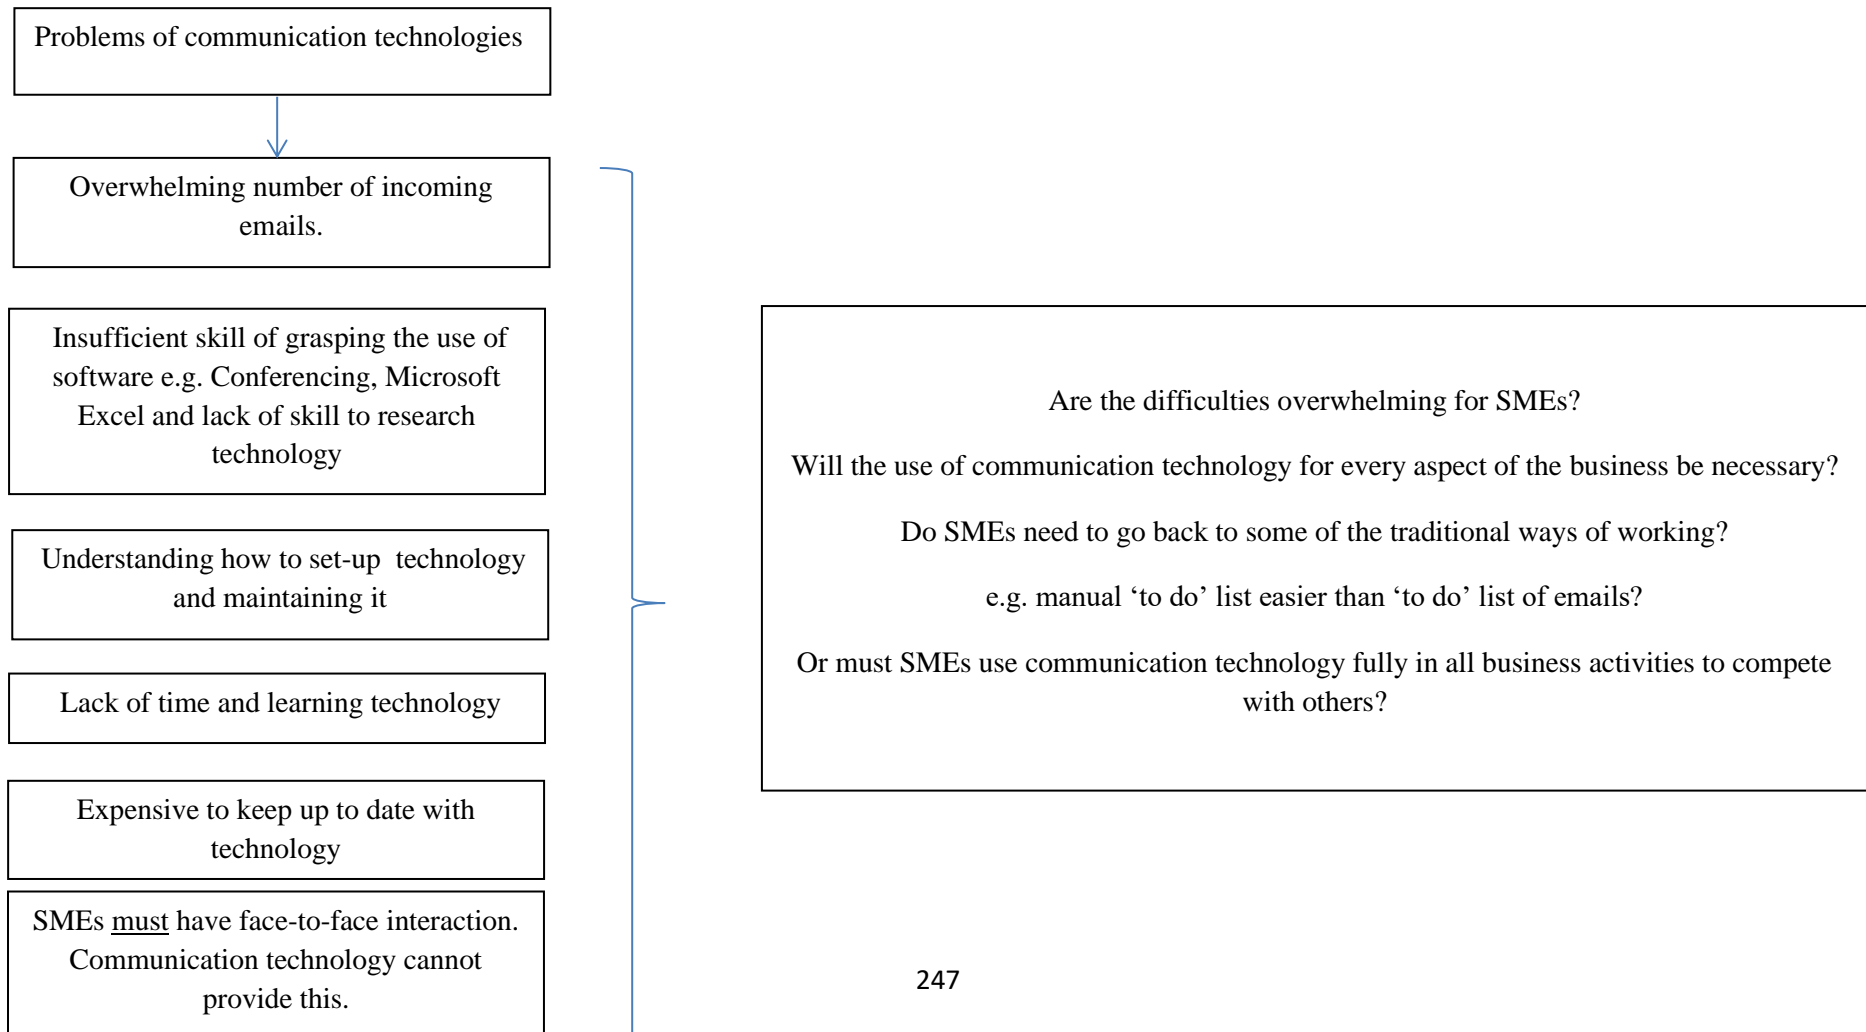 Problems of communication technologies
Overwhelming number of incoming
emails.
Insufficient skill of grasping the use of
software e.g. Conferencing, Microsoft
Excel and lack of skill to research
technology
Understanding how to set-up technology
and maintaining it
Lack of time and learning technology
Expensive to keep up to date with
technology
SMEs must have face-to-face interaction.
Communication technology cannot
provide this.
Are the difficulties overwhelming for SMEs?
Will the use of communication technology for every aspect of the business be necessary?
Do SMEs need to go back to some of the traditional ways of working?
e.g. manual ‘to do’ list easier than ‘to do’ list of emails?
Or must SMEs use communication technology fully in all business activities to compete
with others?
247